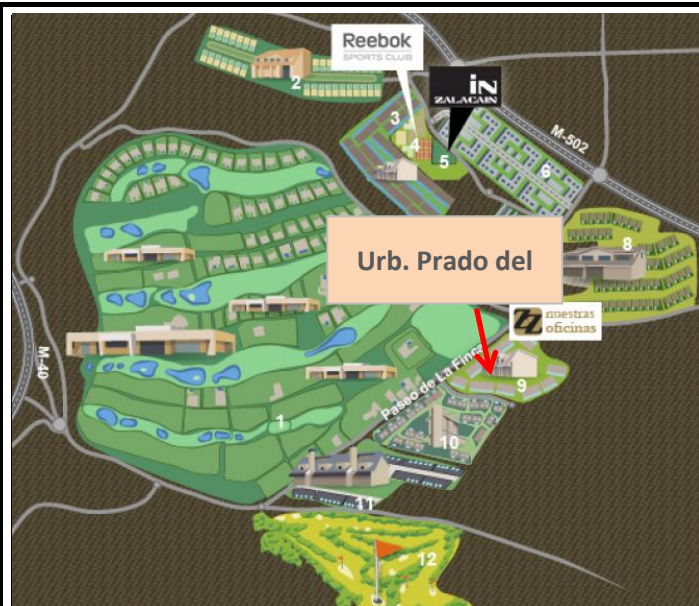 Reebok
SPORTS CLUB
iN
ZALACAIN
2
3
4
5
M-502
6
Urb. Prado del
8
nuestras
oficinas
M-40
Paseo de La Finca
9
1
10
11
12